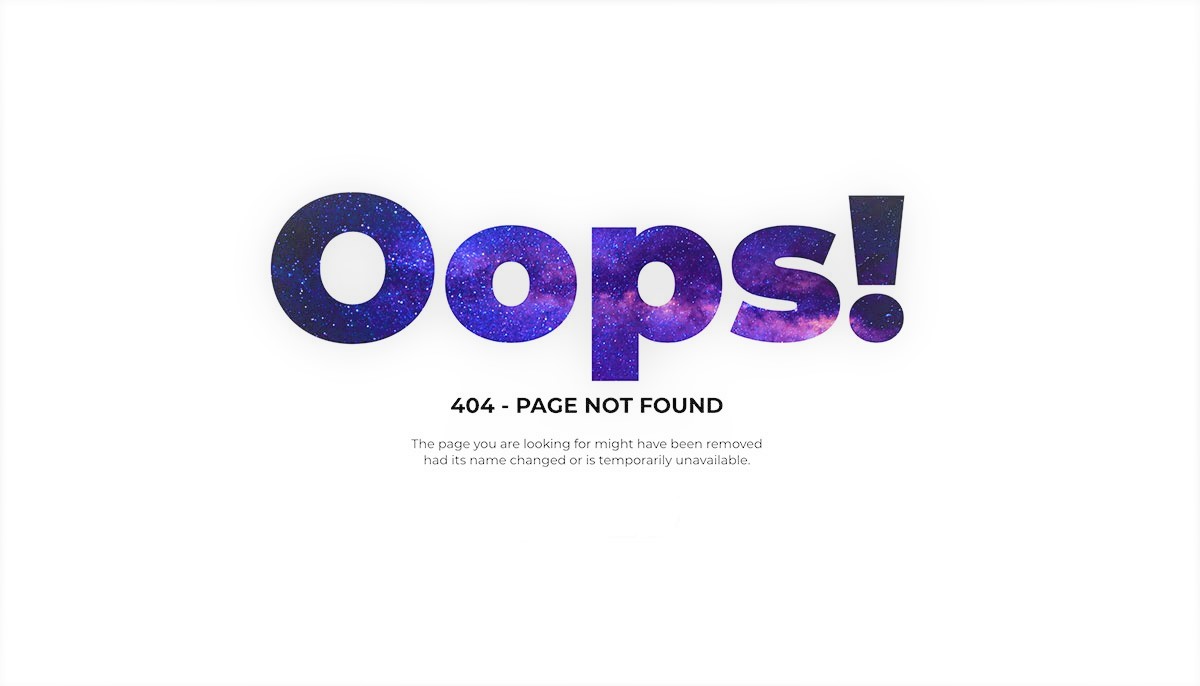 Oops!
404 - PAGE NOT FOUND
The page you are looking for might have been removed
had its name changed or is temporarily unavailable.